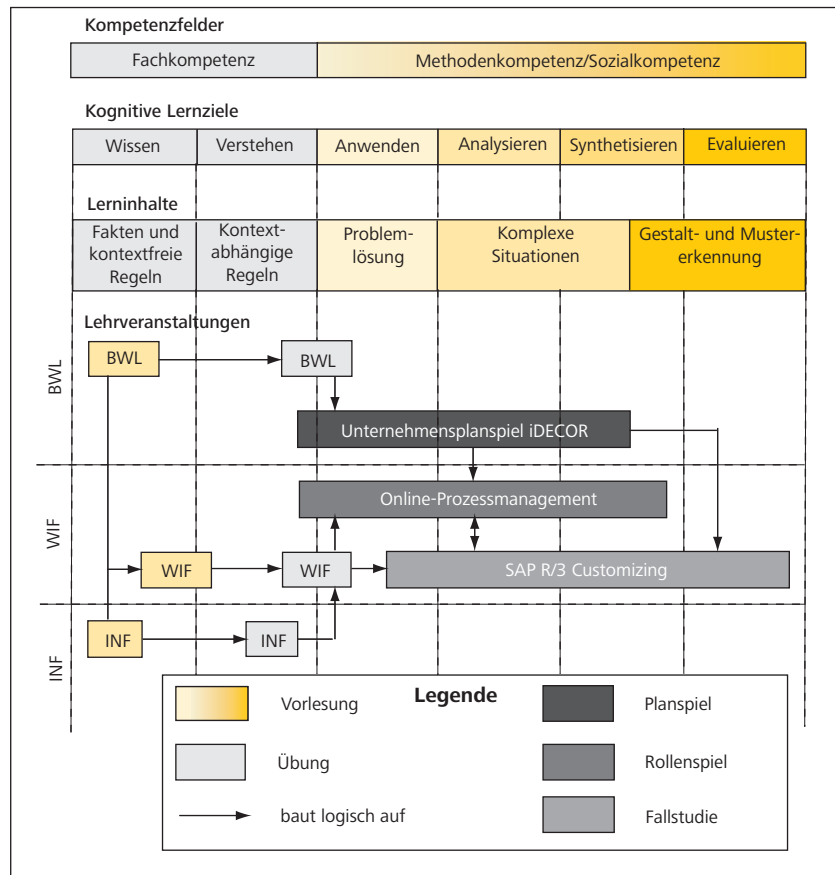 Kompetenzfelder
Fachkompetenz
Methodenkompetenz/Sozialkompetenz
Kognitive Lernziele
Wissen
Verstehen
Anwenden
Analysieren
Synthetisieren
Evaluieren
Lerninhalte
Fakten und
kontextfreie
Regeln
Kontext-
abhängige
Regeln
Problem-
lösung
Komplexe
Situationen
Gestalt- und Muster-
erkennung
Lehrveranstaltungen
BWL
BWL
BWL
Unternehmensplanspiel iDECOR
WIF
Online-Prozessmanagement
WIF
WIF
SAP R/3 Customizing
INF
INF
INF
Legende
Vorlesung
Planspiel
Übung
Rollenspiel
baut logisch auf
Fallstudie